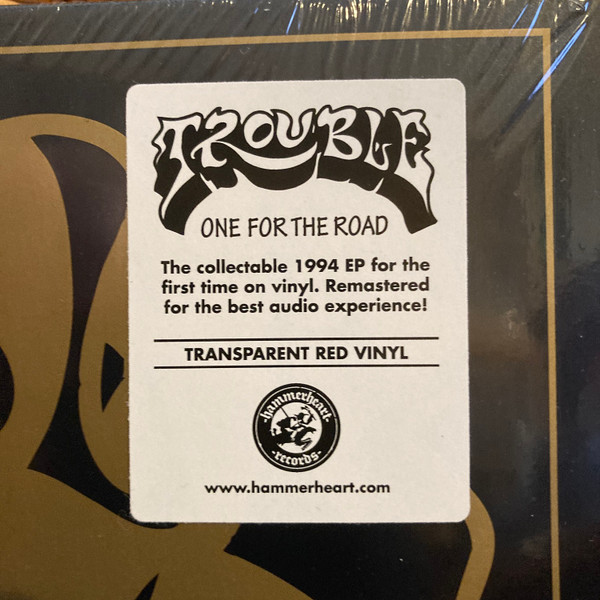 TROUBLE
ONE FOR THE ROAD
The collectable 1994 EP for the
first time on vinyl. Remastered
for the best audio experience!
TRANSPARENT RED VINYL
hammerheart
-records-
www.hammerheart.com